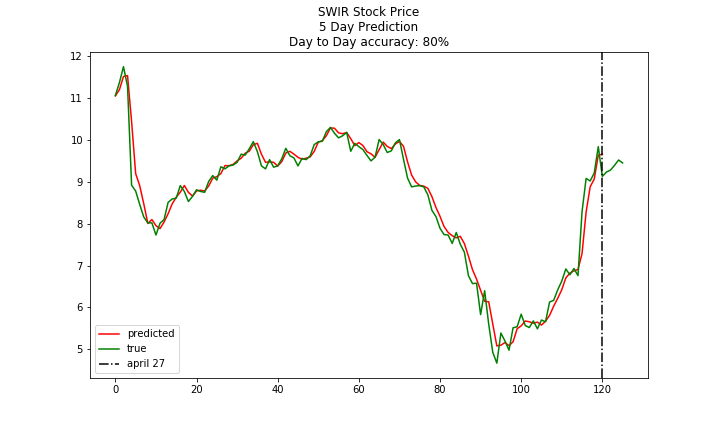 SWIR Stock Price
5 Day Prediction
Day to Day accuracy: 80%
12
11
10
9
8
7
6
5
predicted
true
april 27
0 20 40 60 80 100 120